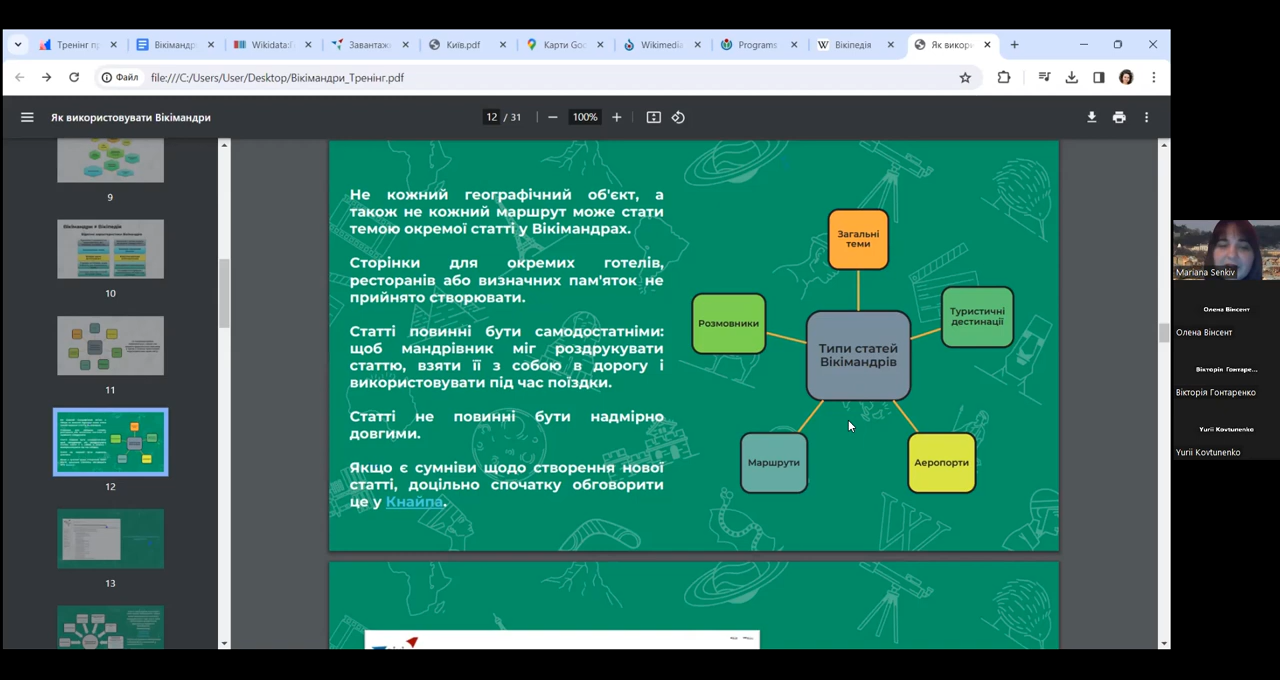 Тренінг п
Вікімандр
Wikidata:I
Завантаж
Київ.pdf
Карти Goo
Wikimedia
Programs
Вікіпедія
Як викори
Файл
file:///C:/Users/User/Desktop/Вікімандри_Тренінг.pdf
Як використовувати Вікімандри
12 / 31
100%
9
10
11
12
13
Не кожний географічний об'єкт, а
також не кожний маршрут може стати
темою окремої статті у Вікімандрах.
Сторінки для окремих готелів,
ресторанів або визначних пам'яток не
прийнято створювати.
Статті повинні бути самодостатніми:
щоб мандрівник міг роздрукувати
статтю, взяти її з собою в дорогу і
використовувати під час поїздки.
Статті не повинні бути надмірно
довгими.
Якщо є сумніви щодо створення нової
статті, доцільно спочатку обговорити
це у Кнайпа.
Загальні
теми
Розмовники
Туристичні
дестинації
Типи статей
Вікімандрів
Маршрути
Аеропорти
Mariana Senkiv
Олена Вінсент
Олена Вінсент
Вікторія Гонтаре...
Вікторія Гонтаренко
Yurii Kovtunenko
Yurii Kovtunenko